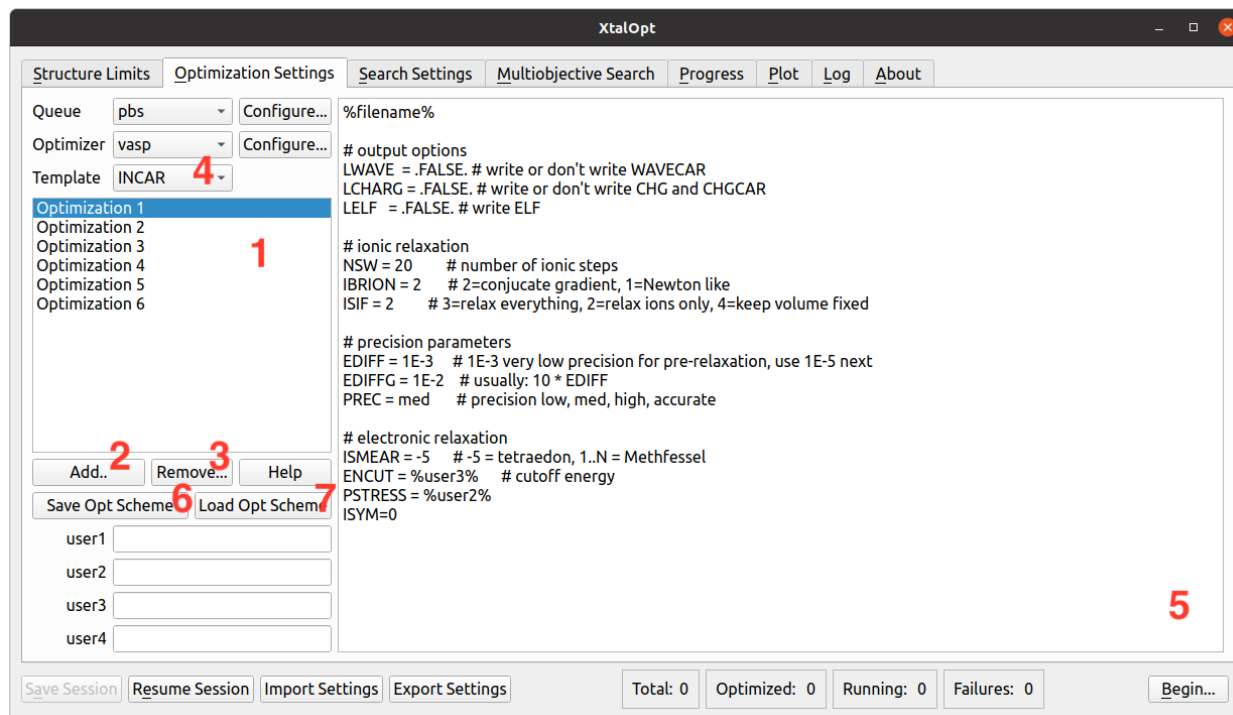 XtalOpt
Structure Limits Optimization Settings Search Settings Multiobjective Search Progress Plot Log About
Queue pbs Configure...
Optimizer vasp Configure...
Template INCAR 4
Optimization 1
Optimization 2
Optimization 3
Optimization 4
Optimization 5
Optimization 6
1
Add.. 2 Remove... 3 Help
Save Opt Scheme 6 Load Opt Scheme 7
user1
user2
user3
user4
%filename%
# output options
LWAVE = .FALSE. # write or don't write WAVECAR
LCHARG = .FALSE. # write or don't write CHG and CHGCAR
LELF = .FALSE. # write ELF
# ionic relaxation
NSW = 20 # number of ionic steps
IBRION = 2 # 2=conjucate gradient, 1=Newton like
ISIF = 2 # 3=relax everything, 2=relax ions only, 4=keep volume fixed
# precision parameters
EDIFF = 1E-3 # 1E-3 very low precision for pre-relaxation, use 1E-5 next
EDIFFG = 1E-2 # usually: 10 * EDIFF
PREC = med # precision low, med, high, accurate
# electronic relaxation
ISMEAR = -5 # -5 = tetraedon, 1..N = Methfessel
ENCUT = %user3% # cutoff energy
PSTRESS = %user2%
ISYM=0
5
Save Session Resume Session Import Settings Export Settings Total: 0 Optimized: 0 Running: 0 Failures: 0 Begin...